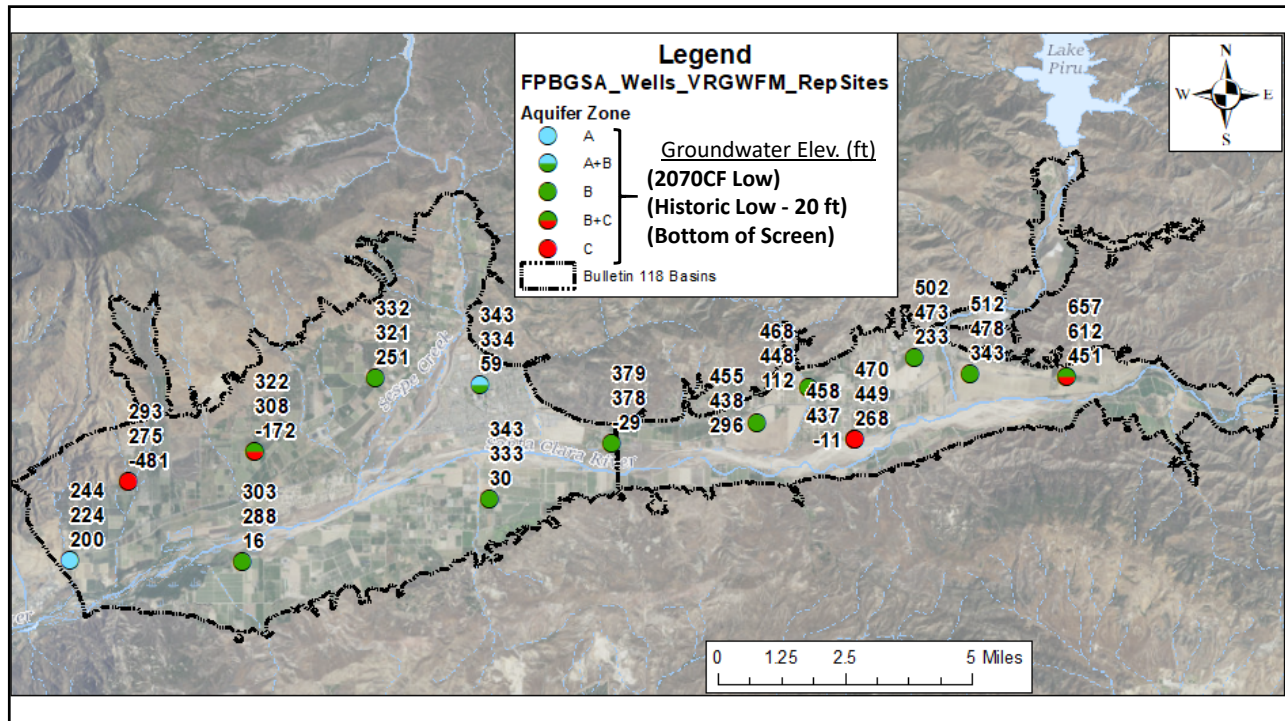 Legend
FPBGSA_Wells_VRGWFM_RepSites
Aquifer Zone
A
A+B
B
B+C
C
Groundwater Elev. (ft)
(2070CF Low)
(Historic Low - 20 ft)
(Bottom of Screen)
Bulletin 118 Basins
Lake
Piru
N
W
E
S
332
321
251
Sespe Creek
343
334
59
502
473
233
512
478
343
657
612
451
468
448
112
379
378
-29
455
438
296
458
437
-11
470
449
268
322
308
-172
293
275
-481
343
333
30
Santa Clara River
244
224
200
303
288
16
er
0
1.25
2.5
5 Miles